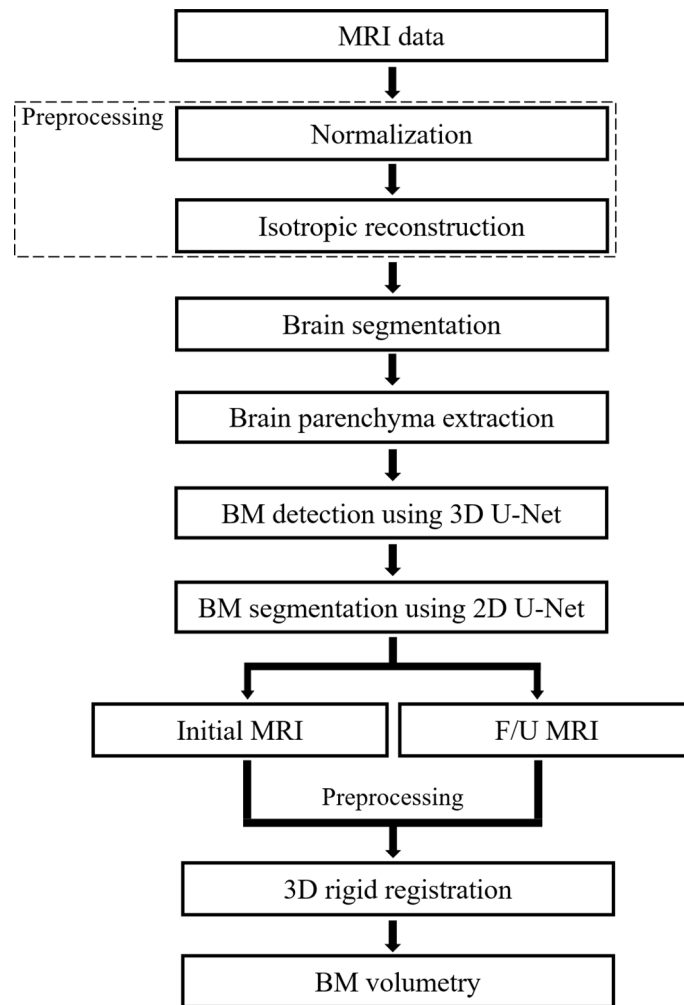 MRI data
Preprocessing
Normalization
Isotropic reconstruction
Brain segmentation
Brain parenchyma extraction
BM detection using 3D U-Net
BM segmentation using 2D U-Net
Initial MRI
F/U MRI
Preprocessing
3D rigid registration
BM volumetry